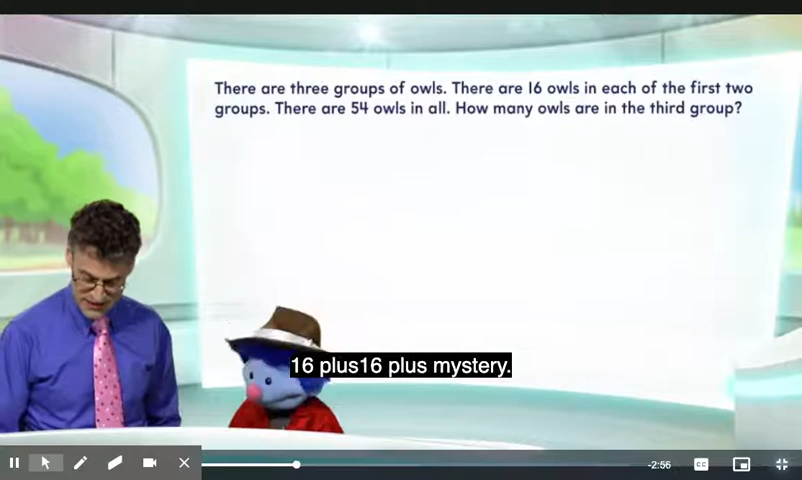 There are three groups of owls. There are 16 owls in each of the first two
groups. There are 54 owls in all. How many owls are in the third group?
16 plus16 plus mystery.
-2:56
CC